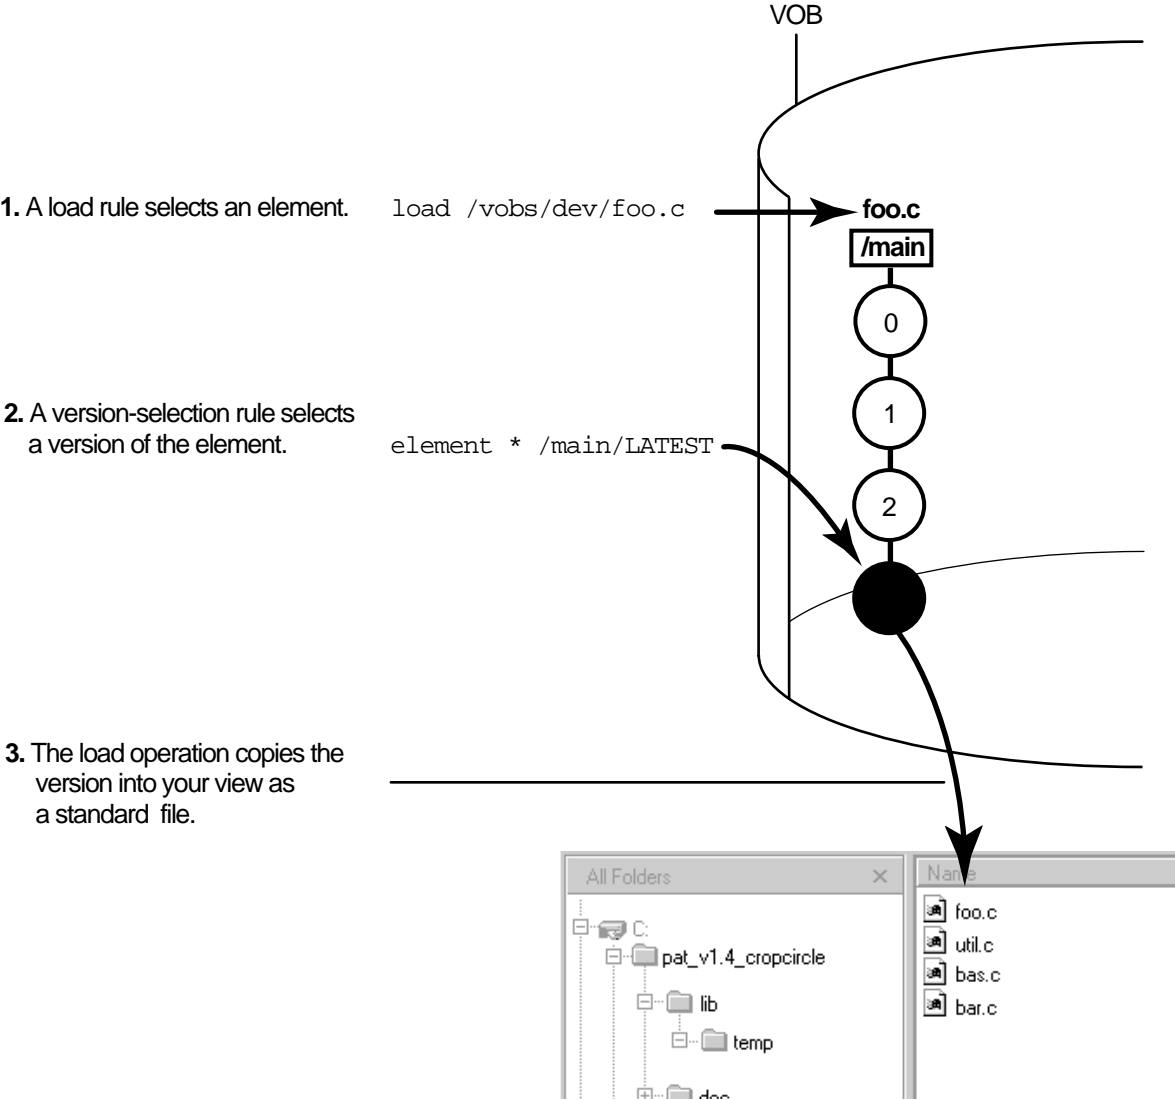 VOB
1. A load rule selects an element.
load /vobs/dev/foo.c
foo.c
/main
0
1
2. A version-selection rule selects
a version of the element.
element * /main/LATEST
2
3. The load operation copies the
version into your view as
a standard file.
All Folders
Name
C:
pat_v1.4_cropcircle
lib
temp
foo.c
util.c
bas.c
bar.c